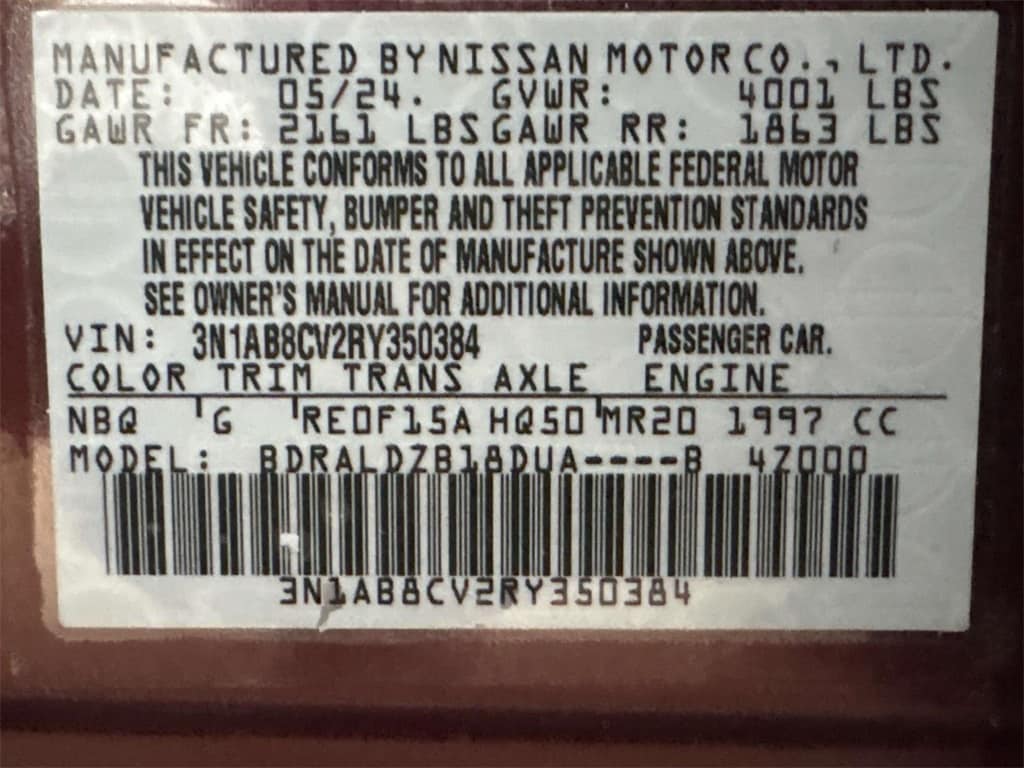 MANUFACTURED BY NISSAN MOTOR CO., LTD.
DATE: 05/24. GVWR: 4001 LBS
GAWR FR: 2161 LBS GAWR RR: 1863 LBS
THIS VEHICLE CONFORMS TO ALL APPLICABLE FEDERAL MOTOR
VEHICLE SAFETY, BUMPER AND THEFT PREVENTION STANDARDS
IN EFFECT ON THE DATE OF MANUFACTURE SHOWN ABOVE.
SEE OWNER'S MANUAL FOR ADDITIONAL INFORMATION.
VIN: 3N1AB8CV2RY350384 PASSENGER CAR.
COLOR TRIM TRANS AXLE ENGINE
NBQ G RE0F15A HQ50 MR20 1997 CC
MODEL: BDRALDZB18DUA----B 4Z000
3N1AB8CV2RY350384